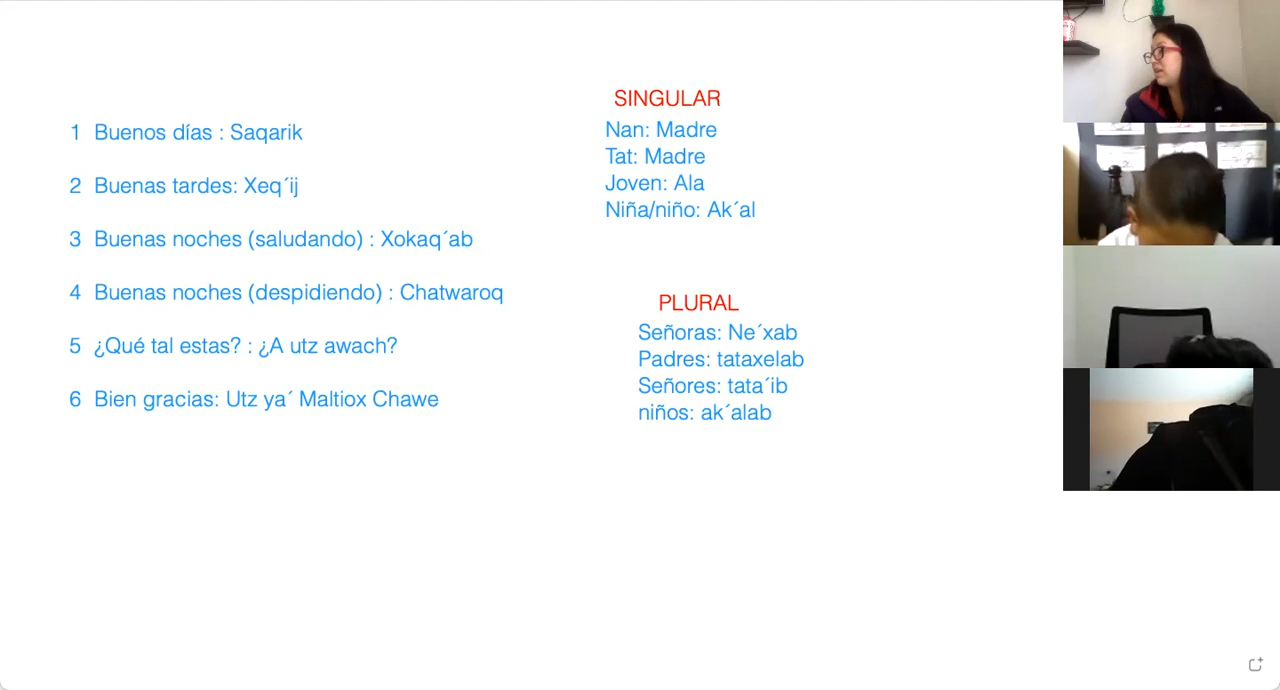 1 Buenos días : Saqarik
2 Buenas tardes: Xeq´ij
3 Buenas noches (saludando) : Xokaq´ab
4 Buenas noches (despidiendo) : Chatwaroq
5 ¿Qué tal estas? : ¿A utz awach?
6 Bien gracias: Utz ya´ Maltiox Chawe
SINGULAR
Nan: Madre
Tat: Madre
Joven: Ala
Niña/niño: Ak´al
PLURAL
Señoras: Ne´xab
Padres: tataxelab
Señores: tata´ib
niños: ak´alab